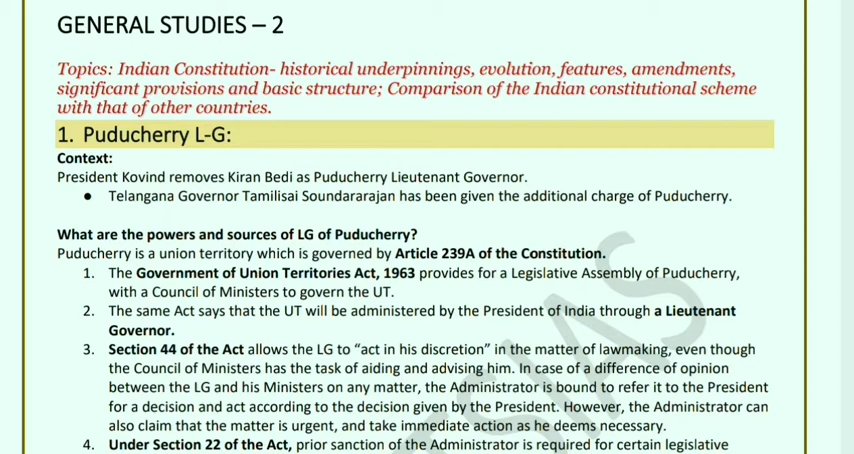 GENERAL STUDIES – 2
Topics: Indian Constitution- historical underpinnings, evolution, features, amendments,
significant provisions and basic structure; Comparison of the Indian constitutional scheme
with that of other countries.
1. Puducherry L-G:
Context:
President Kovind removes Kiran Bedi as Puducherry Lieutenant Governor.
● Telangana Governor Tamilisai Soundararajan has been given the additional charge of Puducherry.
What are the powers and sources of LG of Puducherry?
Puducherry is a union territory which is governed by Article 239A of the Constitution.
1. The Government of Union Territories Act, 1963 provides for a Legislative Assembly of Puducherry,
with a Council of Ministers to govern the UT.
2. The same Act says that the UT will be administered by the President of India through a Lieutenant
Governor.
3. Section 44 of the Act allows the LG to “act in his discretion” in the matter of lawmaking, even though
the Council of Ministers has the task of aiding and advising him. In case of a difference of opinion
between the LG and his Ministers on any matter, the Administrator is bound to refer it to the President
for a decision and act according to the decision given by the President. However, the Administrator can
also claim that the matter is urgent, and take immediate action as he deems necessary.
4. Under Section 22 of the Act, prior sanction of the Administrator is required for certain legislative